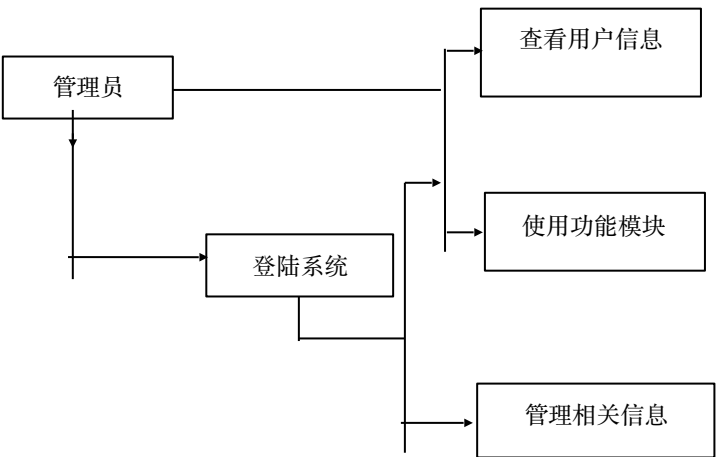 查看用户信息
管理员
使用功能模块
登陆系统
管理相关信息